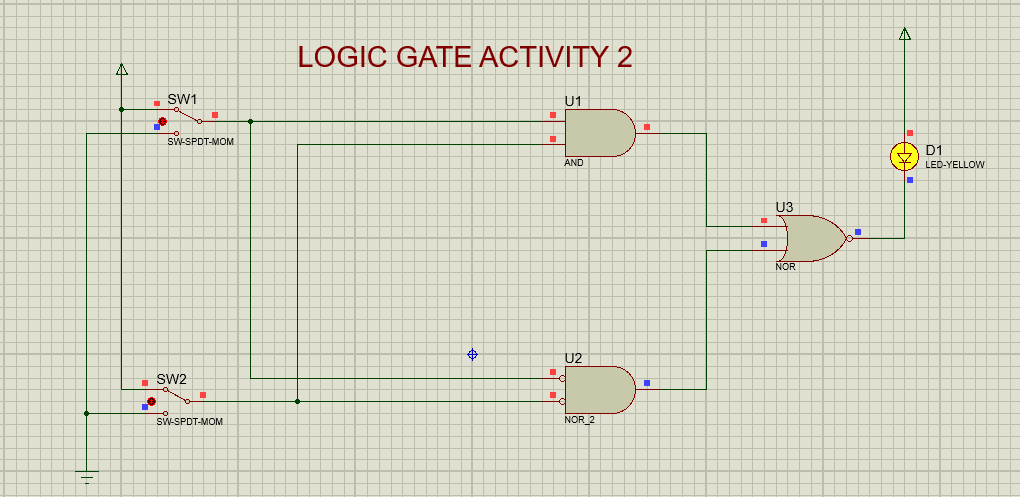 LOGIC GATE ACTIVITY 2
SW1
SW-SPDT-MOM
U1
AND
D1
LED-YELLOW
U3
NOR
SW2
SW-SPDT-MOM
U2
NOR_2